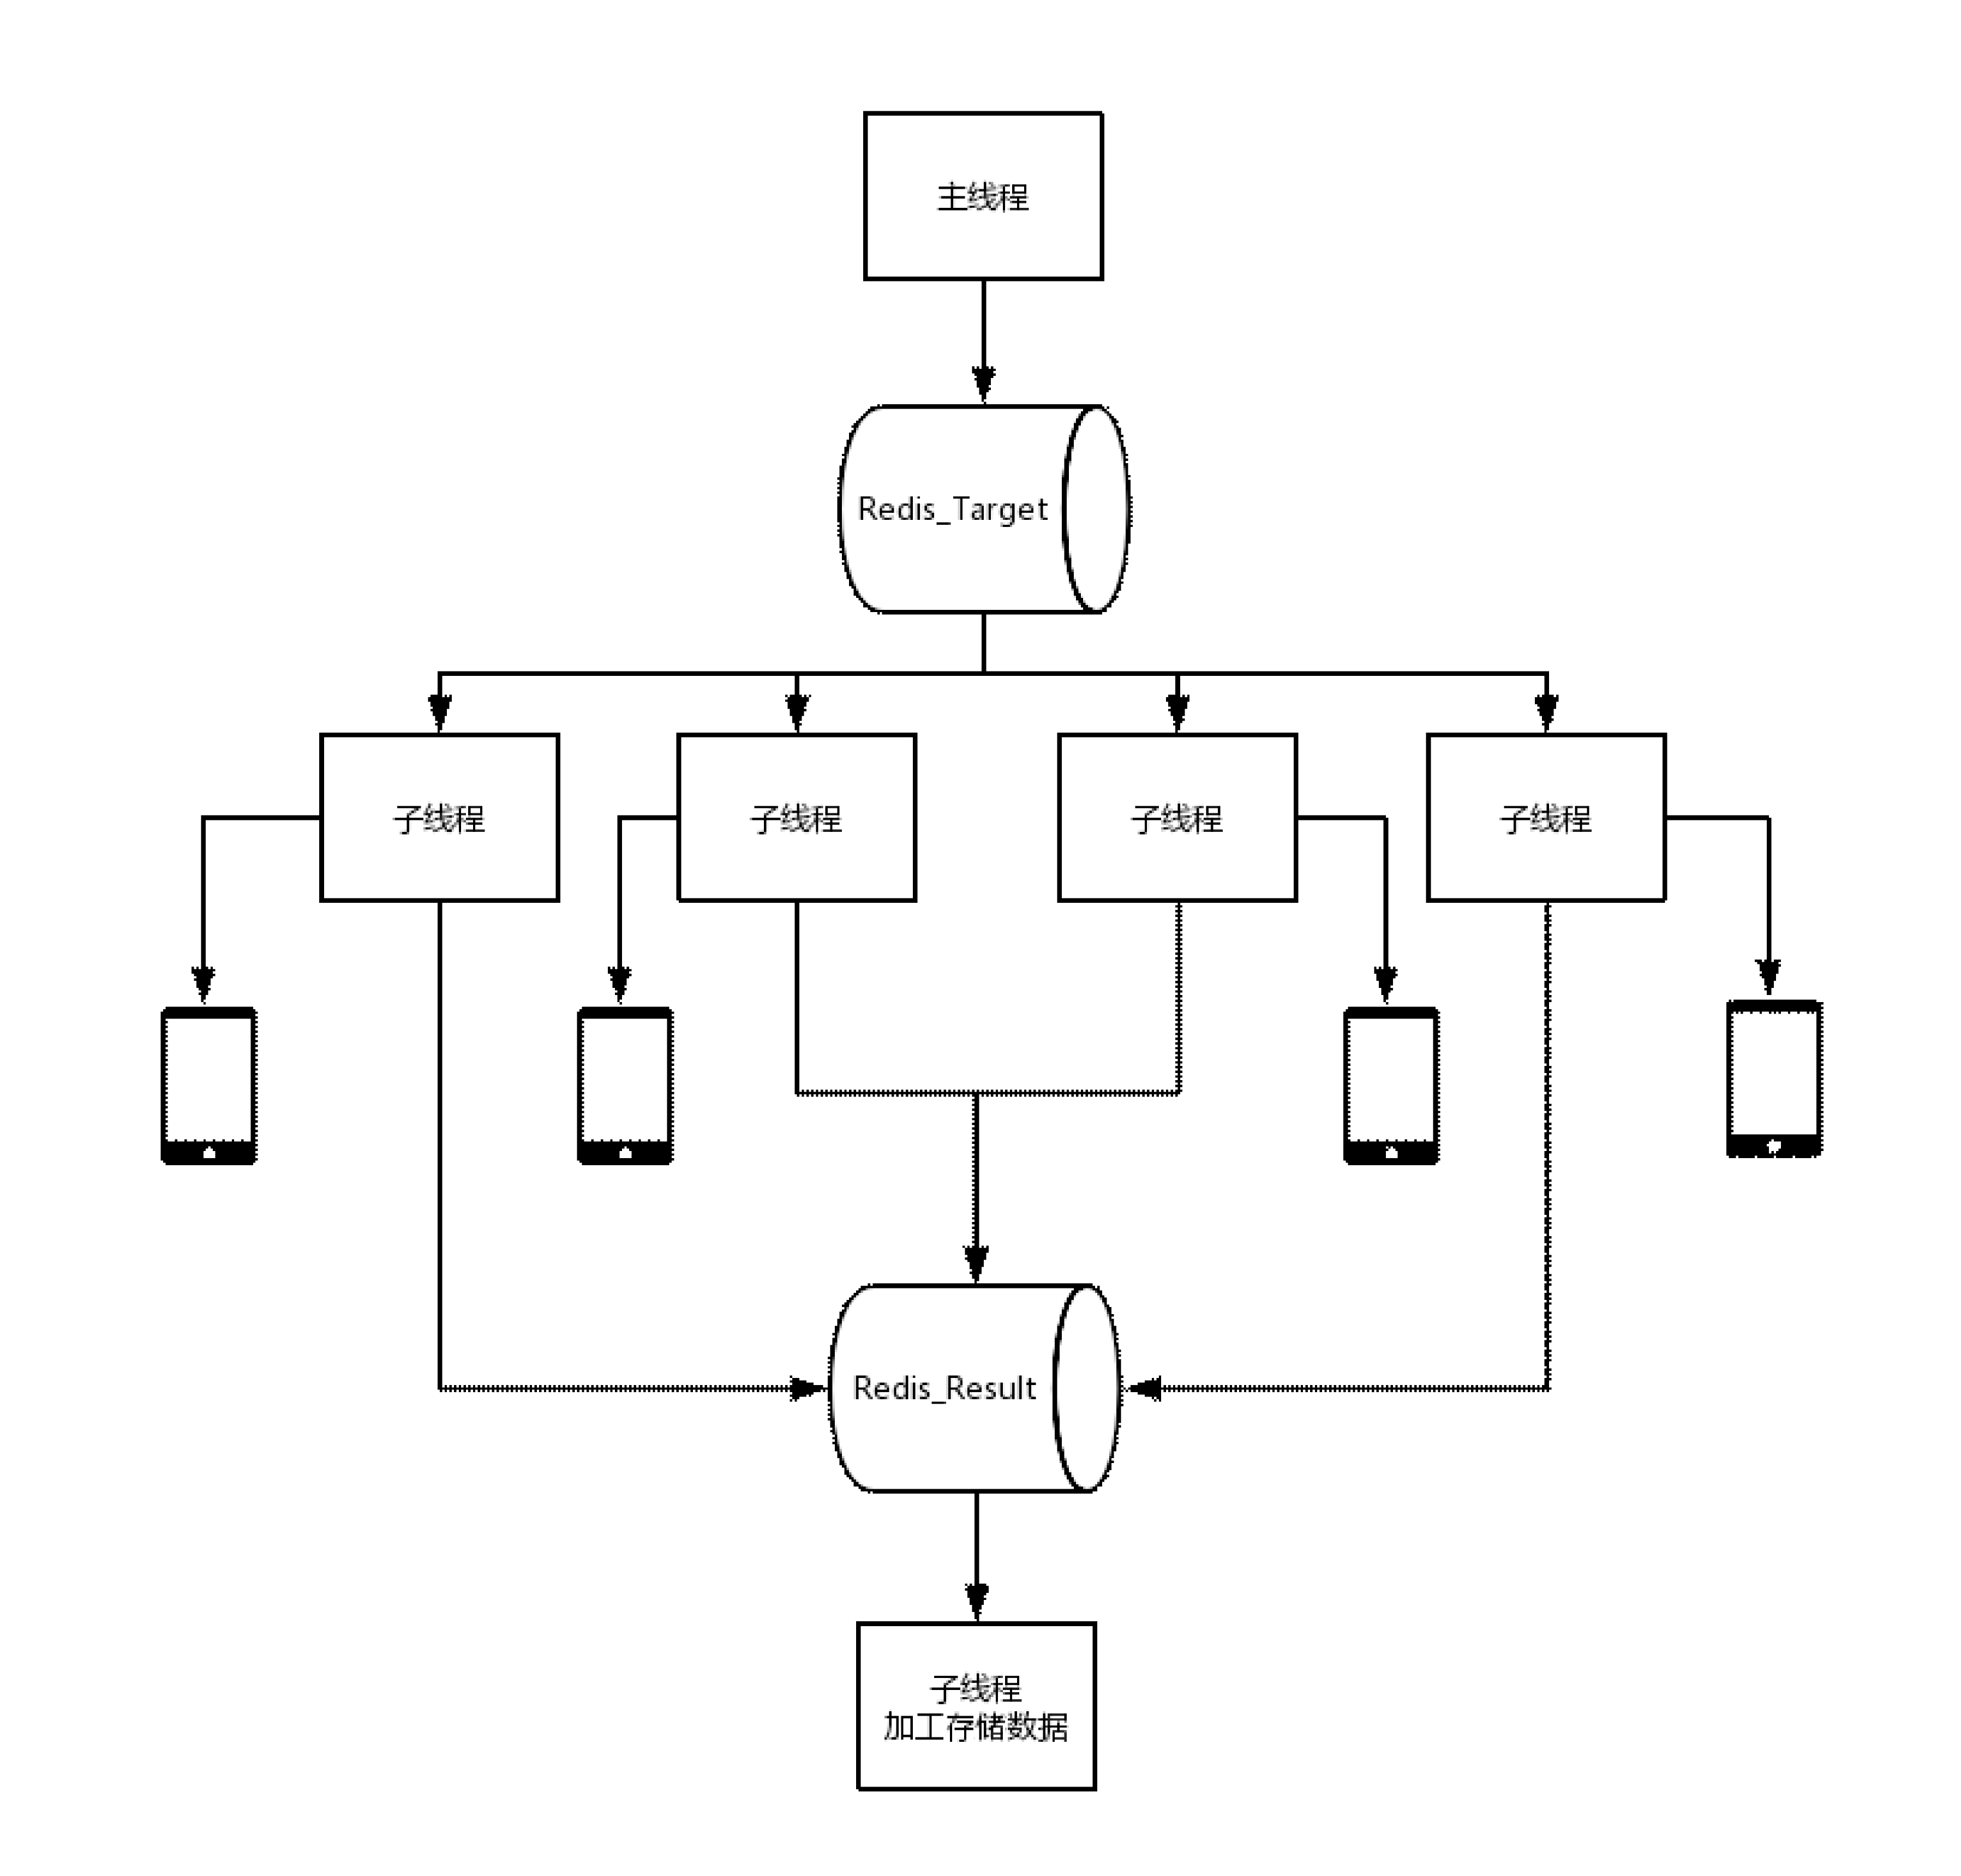 主线程
Redis_Target
子线程
子线程
子线程
子线程
Redis_Result
子线程
加工存储数据